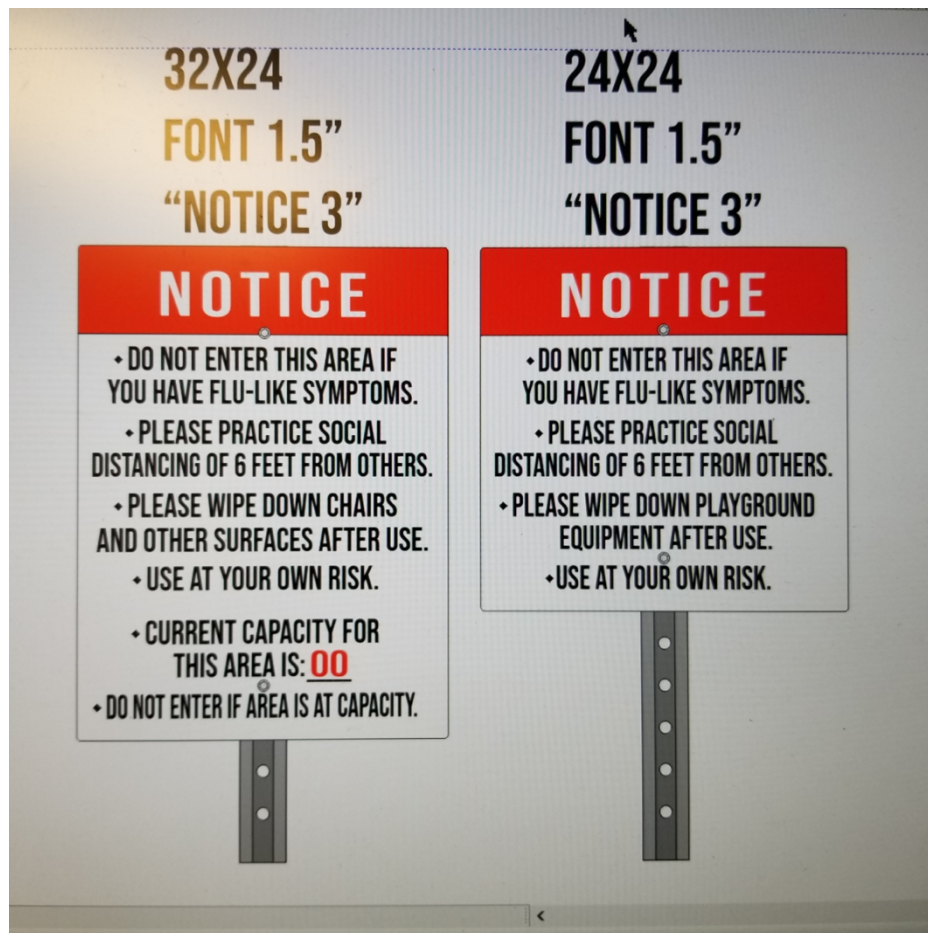 32X24
FONT 1.5”
“NOTICE 3”
NOTICE
• DO NOT ENTER THIS AREA IF
YOU HAVE FLU-LIKE SYMPTOMS.
• PLEASE PRACTICE SOCIAL
DISTANCING OF 6 FEET FROM OTHERS.
• PLEASE WIPE DOWN CHAIRS
AND OTHER SURFACES AFTER USE.
• USE AT YOUR OWN RISK.
• CURRENT CAPACITY FOR
THIS AREA IS: 00
• DO NOT ENTER IF AREA IS AT CAPACITY.
24X24
FONT 1.5”
“NOTICE 3”
NOTICE
• DO NOT ENTER THIS AREA IF
YOU HAVE FLU-LIKE SYMPTOMS.
• PLEASE PRACTICE SOCIAL
DISTANCING OF 6 FEET FROM OTHERS.
• PLEASE WIPE DOWN PLAYGROUND
EQUIPMENT AFTER USE.
• USE AT YOUR OWN RISK.